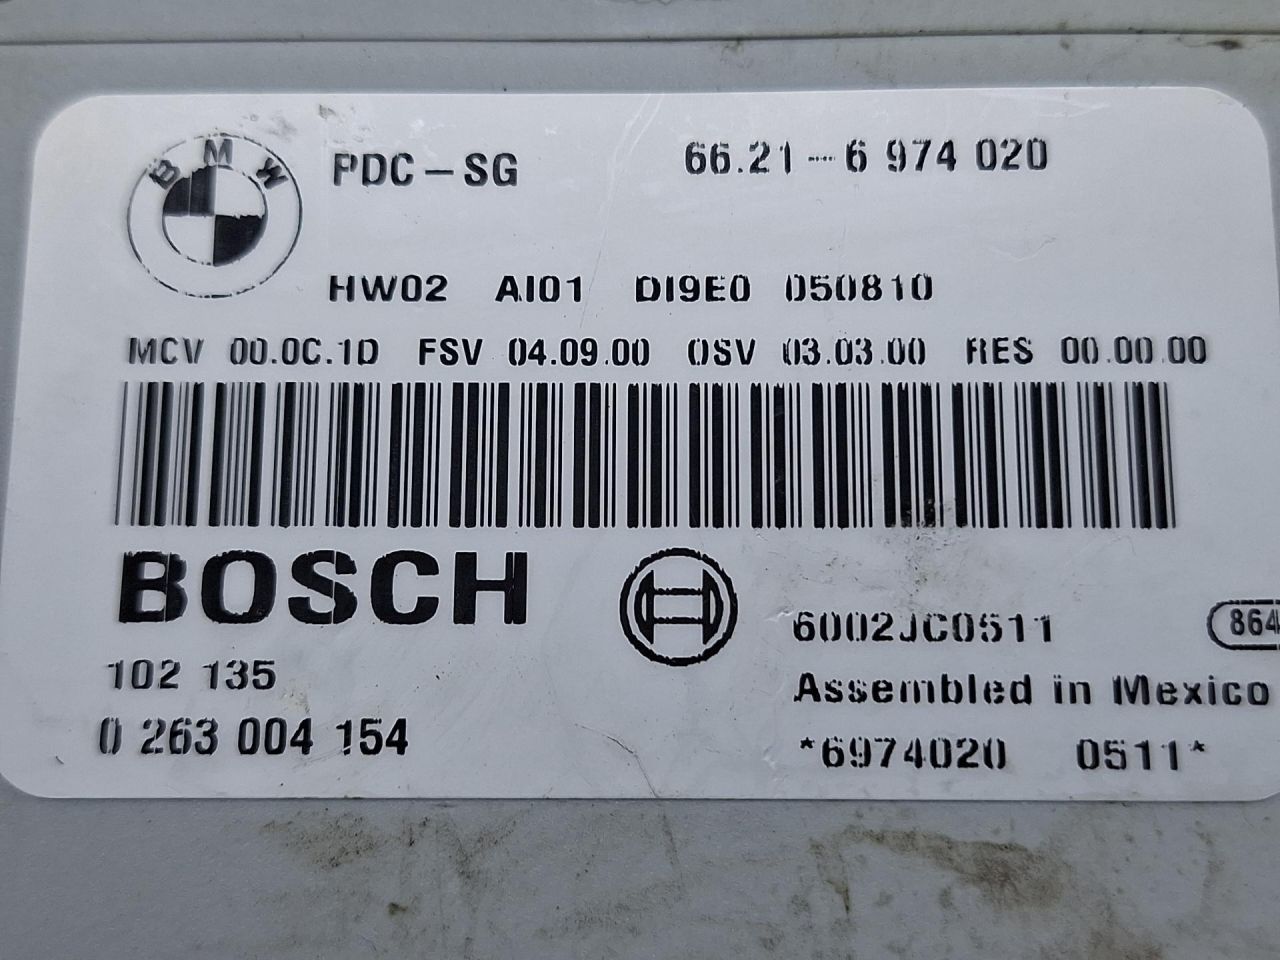 BMW
PDC-SG 66.21-6 974 020
HW02 AI01 DI9E0 050810
MCV 00.0C.1D FSV 04.09.00 OSV 03.03.00 RES 00.00.00
BOSCH
6002JC0511 864
102 135 Assembled in Mexico
0 263 004 154 *6974020 0511*